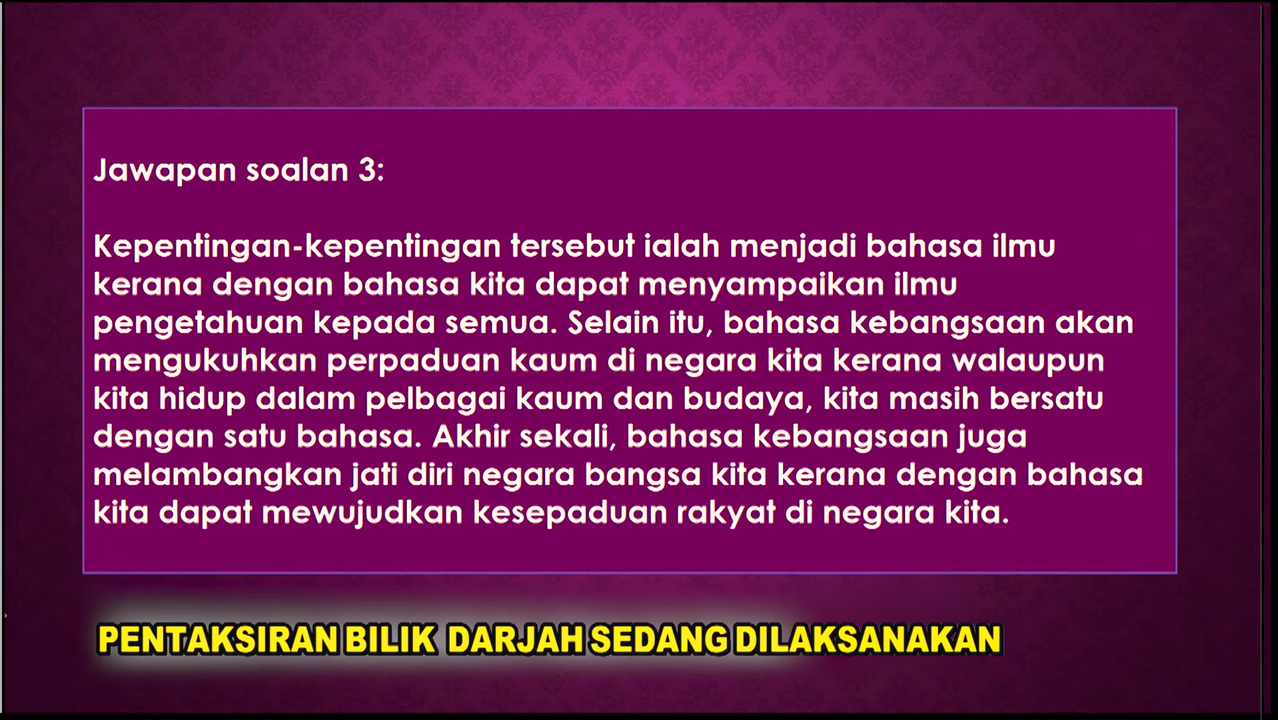 Jawapan soalan 3:
Kepentingan-kepentingan tersebut ialah menjadi bahasa ilmu
kerana dengan bahasa kita dapat menyampaikan ilmu
pengetahuan kepada semua. Selain itu, bahasa kebangsaan akan
mengukuhkan perpaduan kaum di negara kita kerana walaupun
kita hidup dalam pelbagai kaum dan budaya, kita masih bersatu
dengan satu bahasa. Akhir sekali, bahasa kebangsaan juga
melambangkan jati diri negara bangsa kita kerana dengan bahasa
kita dapat mewujudkan kesepaduan rakyat di negara kita.
PENTAKSIRAN BILIK DARJAH SEDANG DILAKSANAKAN